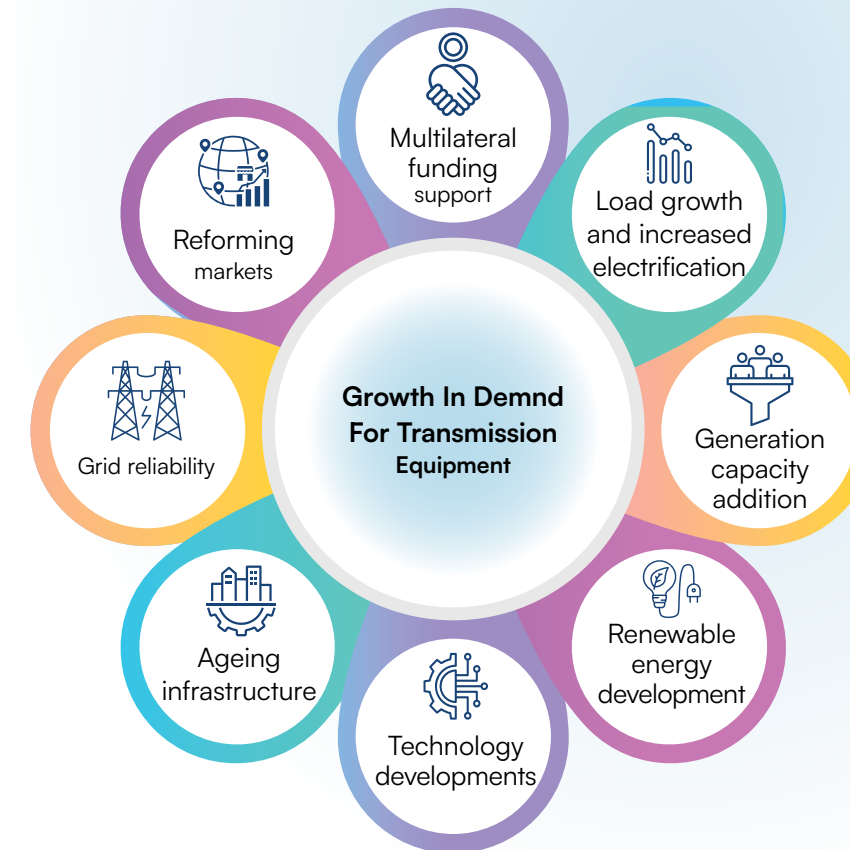 Multilateral
funding
support
Load growth
and increased
electrification
Generation
capacity
addition
Renewable
energy
development
Technology
developments
Ageing
infrastructure
Grid reliability
Reforming
markets
Growth In Demnd
For Transmission
Equipment